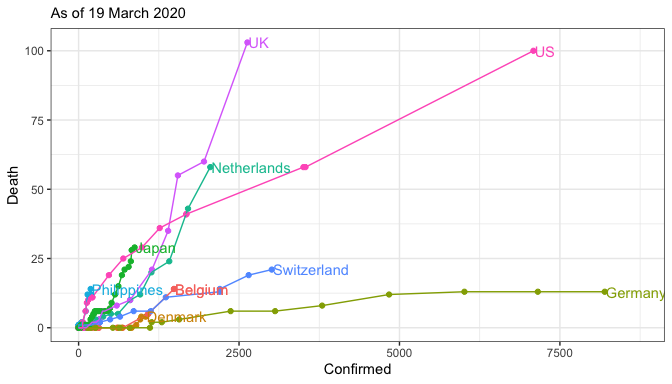 As of 19 March 2020
Death
100
75
50
25
0
UK
US
Netherlands
Japan
Switzerland
Philippines
Belgium
Germany
Denmark
0
2500
5000
7500
Confirmed